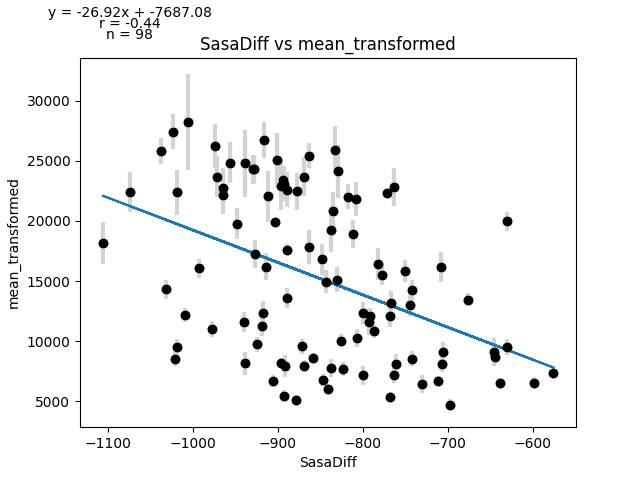 y = -26.92x + -7687.08
r = -0.44
n = 98
SasaDiff vs mean_transformed
30000
25000
20000
15000
10000
5000
mean_transformed
−1100 −1000 −900 −800 −700 −600
SasaDiff